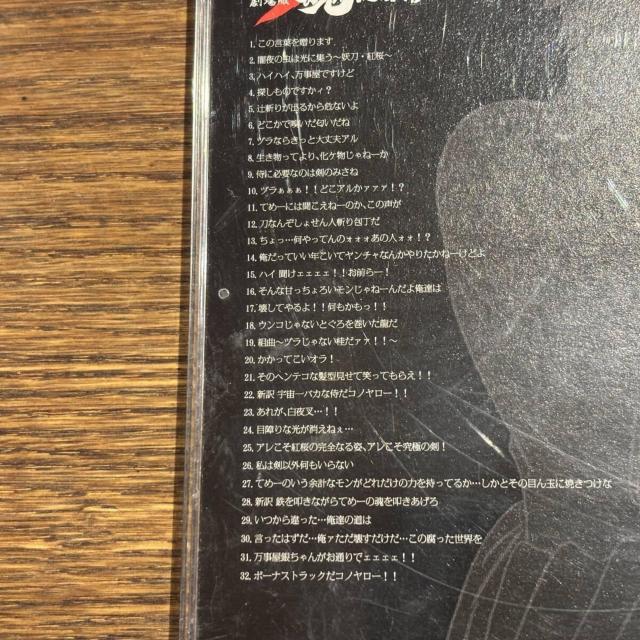 劇場版
1. この言葉を贈ります
2. 闇夜の虫は光に集う〜妖刀・紅桜〜
3. ハイハイ、万事屋ですけど
4. 探しものですかィ？
5. 辻斬りが出るから危ないよ
6. どこかで嗅いだ匂いだね
7. ヅラならきっと大丈夫アル
8. 生き物ってより、化ケ物じゃねーか
9. 侍に必要なのは剣のみさね
10. ヅラぁぁぁ！！どこアルかァァァ！？
11. てめーには聞こえねーのか、この声が
12. 刀なんぞしょせん人斬り包丁だ
13. ちょっ…何やってんのォォォあの人ォォ！？
14. 俺だっていい年こいてヤンチャなんかやりたかねーけどよ
15. ハイ 聞けェェェェ！！お前らー！
16. そんな甘っちょろいモンじゃねーんだよ俺達は
17. 壊してやるよ！！何もかもっ！！
18. ウンコじゃないとぐろを巻いた龍だ
19. 組曲〜ヅラじゃない桂だァァ！！〜
20. かかってこいオラ！
21. そのヘンテコな髪型見せて笑ってもらえ！！
22. 新訳 宇宙一バカな侍だコノヤロー！！
23. あれが、白夜叉…！！
24. 目障りな光が消えねぇ…
25. アレこそ紅桜の完全なる姿、アレこそ究極の剣！
26. 私は剣以外何もいらない
27. てめーのいう余計なモンがどれだけの力を持ってるか…しかとその目ん玉に焼きつけな
28. 新訳 鉄を叩きながらてめーの魂を叩きあげろ
29. いつから違った…俺達の道は
30. 言ったはずだ…俺ァただ壊すだけだ…この腐った世界を
31. 万事屋銀ちゃんがお通りでェェェェ！！
32. ボーナストラックだコノヤロー！！